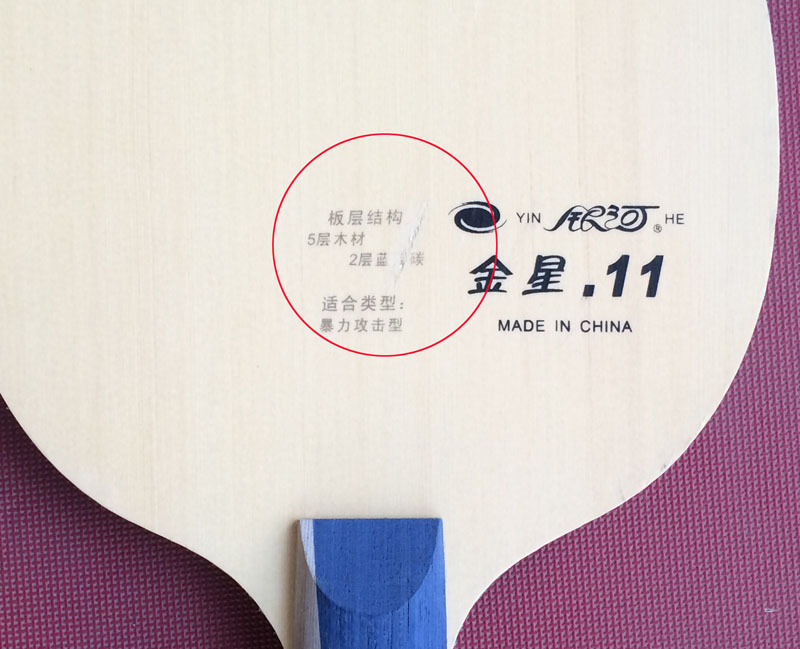 板层结构
5层木材
2层蓝 碳
适合类型：
暴力攻击型
YIN 银河® HE
金星.11
MADE IN CHINA